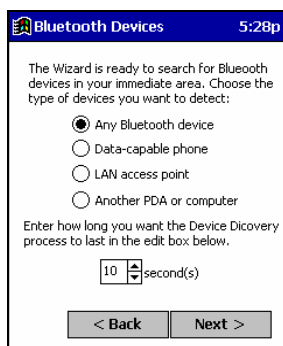 Bluetooth Devices 5:28p
The Wizard is ready to search for Blueooth
devices in your immediate area. Choose the
type of devices you want to detect:
Any Bluetooth device
Data-capable phone
LAN access point
Another PDA or computer
Enter how long you want the Device Dicovery
process to last in the edit box below.
10 second(s)
< Back Next >